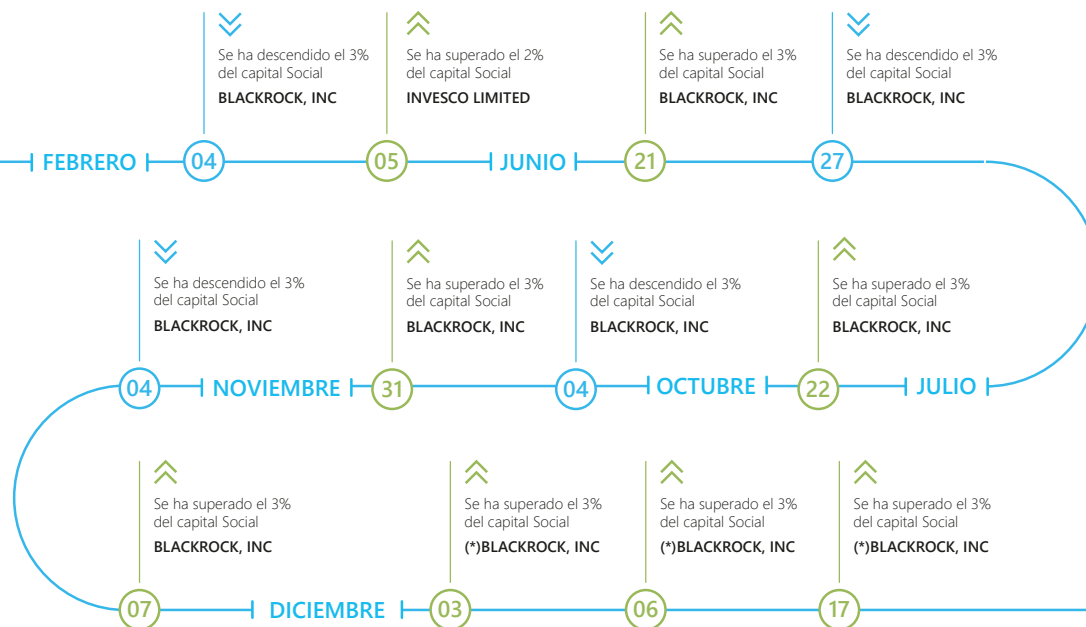 Se ha descendido el 3%
del capital Social
BLACKROCK, INC
Se ha superado el 2%
del capital Social
INVESCO LIMITED
Se ha superado el 3%
del capital Social
BLACKROCK, INC
Se ha descendido el 3%
del capital Social
BLACKROCK, INC
FEBRERO 04 05 JUNIO 21 27
Se ha descendido el 3%
del capital Social
BLACKROCK, INC
Se ha superado el 3%
del capital Social
BLACKROCK, INC
Se ha descendido el 3%
del capital Social
BLACKROCK, INC
Se ha superado el 3%
del capital Social
BLACKROCK, INC
04 NOVIEMBRE 31 04 OCTUBRE 22 JULIO
Se ha superado el 3%
del capital Social
BLACKROCK, INC
Se ha superado el 3%
del capital Social
(*)BLACKROCK, INC
Se ha superado el 3%
del capital Social
(*)BLACKROCK, INC
Se ha superado el 3%
del capital Social
(*)BLACKROCK, INC
07 DICIEMBRE 03 06 17